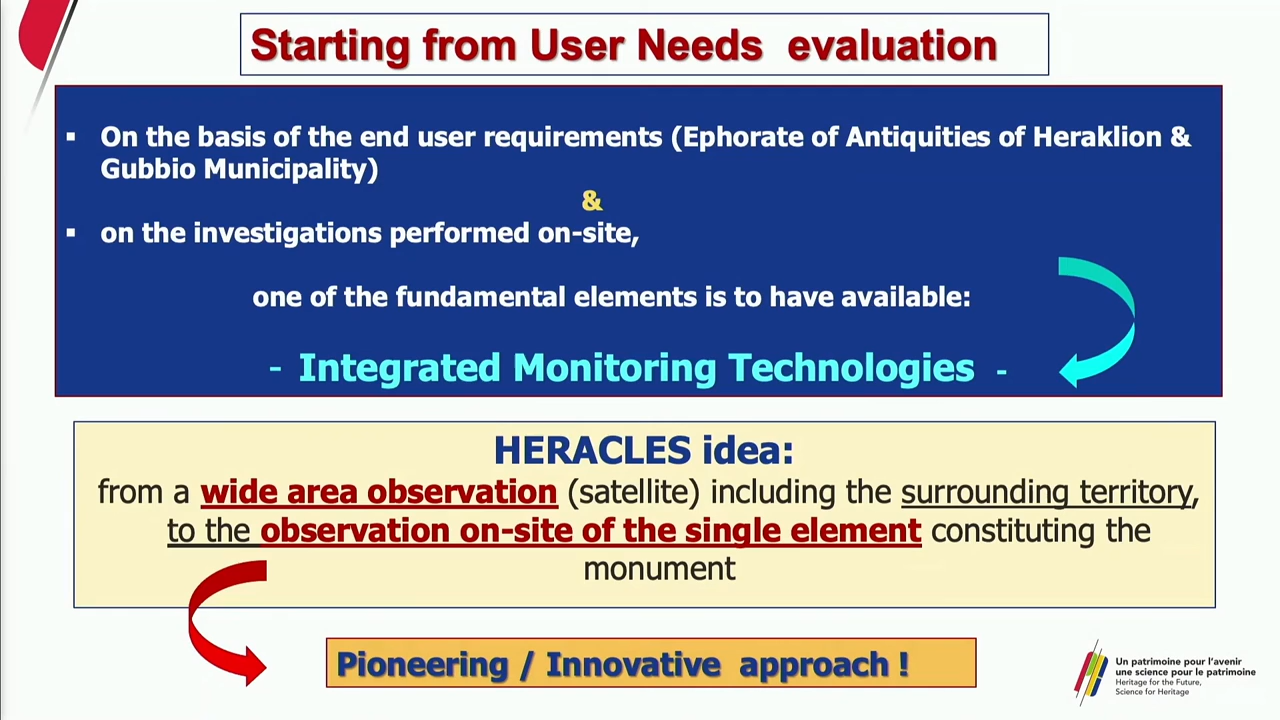 Starting from User Needs evaluation
▪ On the basis of the end user requirements (Ephorate of Antiquities of Heraklion &
Gubbio Municipality)
&
▪ on the investigations performed on-site,
one of the fundamental elements is to have available:
- Integrated Monitoring Technologies -
HERACLES idea:
from a wide area observation (satellite) including the surrounding territory,
to the observation on-site of the single element constituting the
monument
Pioneering / Innovative approach !
Un patrimoine pour l'avenir
une science pour le patrimoine
Heritage for the Future,
Science for Heritage